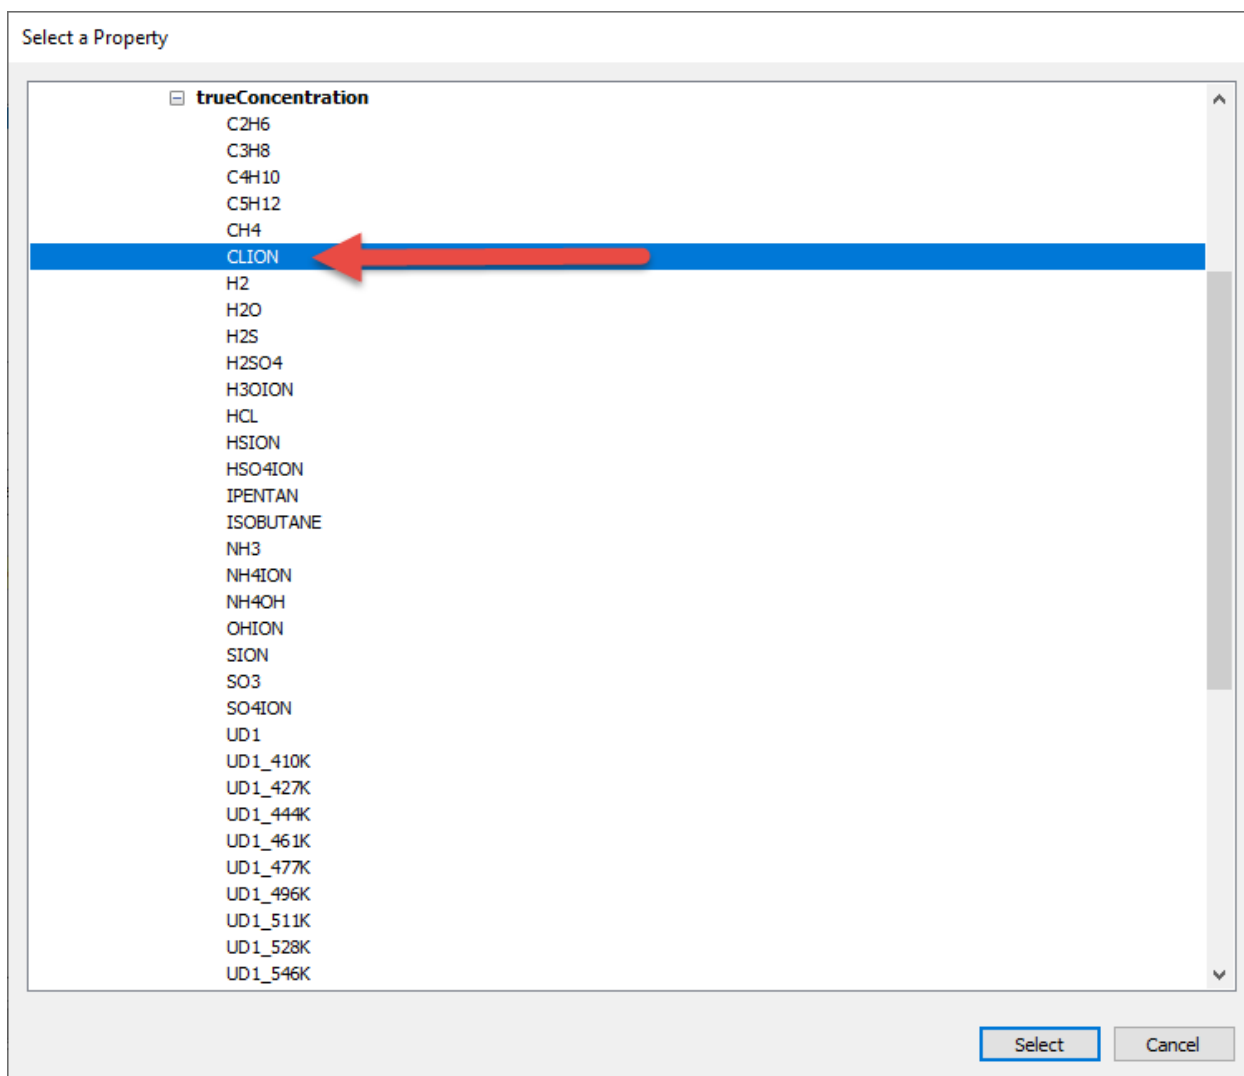 Select a Property
trueConcentration
C2H6
C3H8
C4H10
C5H12
CH4
CLION
H2
H2O
H2S
H2SO4
H3OION
HCL
HSION
HSO4ION
IPENTAN
ISOBUTANE
NH3
NH4ION
NH4OH
OHION
SION
SO3
SO4ION
UD1
UD1_410K
UD1_427K
UD1_444K
UD1_461K
UD1_477K
UD1_496K
UD1_511K
UD1_528K
UD1_546K
Select Cancel